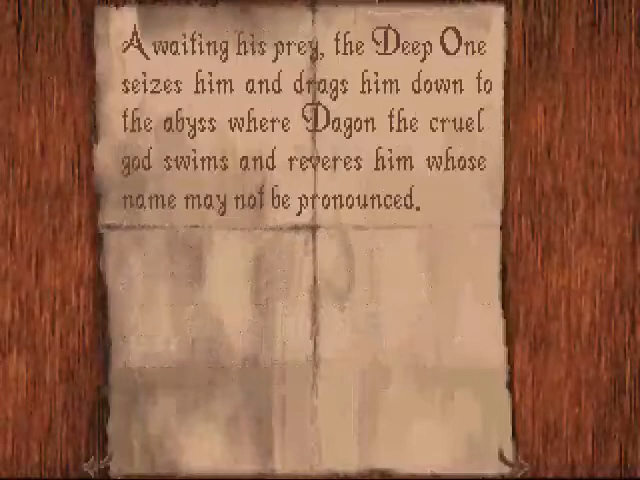 Awaiting his prey, the Deep One
seizes him and drags him down to
the abyss where Dagon the cruel
god swims and reveres him whose
name may not be pronounced.